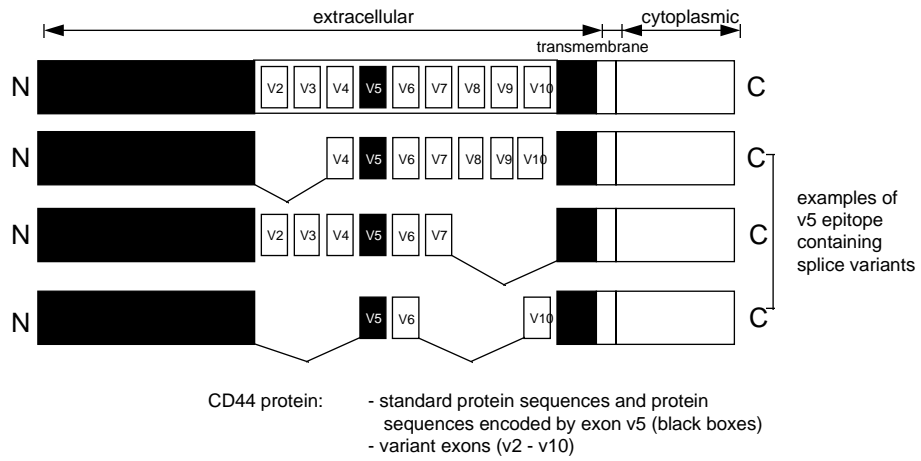 extracellular
cytoplasmic
transmembrane
N V2 V3 V4 V5 V6 V7 V8 V9 V10 C
N V4 V5 V6 V7 V8 V9 V10 C
N V2 V3 V4 V5 V6 V7 C
N V5 V6 V10 C
examples of
v5 epitope
containing
splice variants
CD44 protein: - standard protein sequences and protein
sequences encoded by exon v5 (black boxes)
- variant exons (v2 - v10)